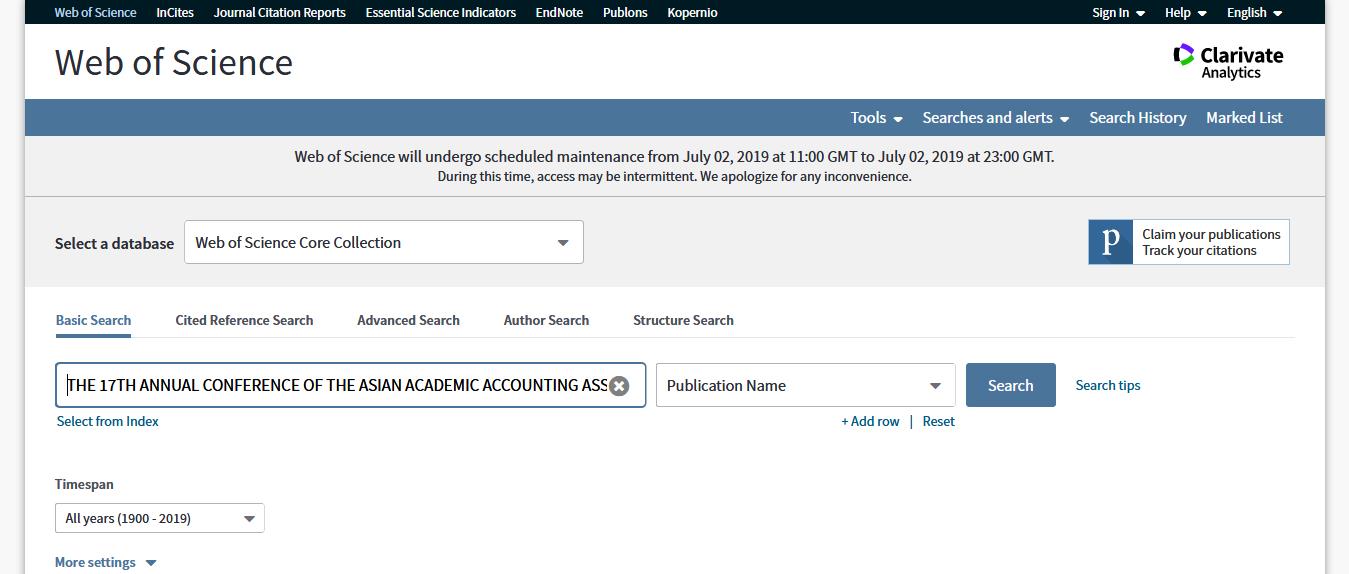 Web of Science InCites Journal Citation Reports Essential Science Indicators EndNote Publons Kopernio Sign In Help English
Web of Science
Clarivate
Analytics
Tools Searches and alerts Search History Marked List
Web of Science will undergo scheduled maintenance from July 02, 2019 at 11:00 GMT to July 02, 2019 at 23:00 GMT.
During this time, access may be intermittent. We apologize for any inconvenience.
Select a database Web of Science Core Collection
p
Claim your publications
Track your citations
Basic Search Cited Reference Search Advanced Search Author Search Structure Search
THE 17TH ANNUAL CONFERENCE OF THE ASIAN ACADEMIC ACCOUNTING ASS Publication Name Search Search tips
Select from Index + Add row | Reset
Timespan
All years (1900 - 2019)
More settings